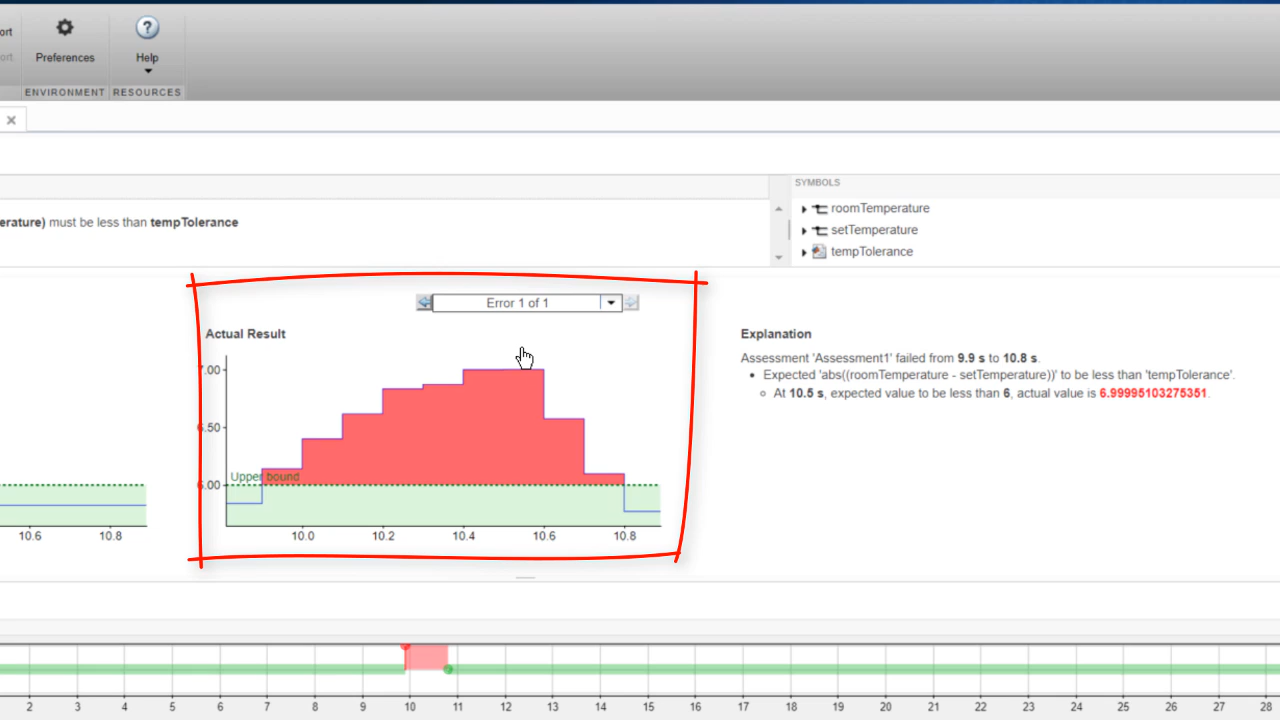 ort
ort
Preferences
Help
ENVIRONMENT
RESOURCES
SYMBOLS
erature) must be less than tempTolerance
roomTemperature
setTemperature
tempTolerance
Error 1 of 1
Actual Result
7.00
6.50
6.00
Upper bound
10.0 10.2 10.4 10.6 10.8
10.6 10.8
Explanation
Assessment 'Assessment1' failed from 9.9 s to 10.8 s.
• Expected 'abs((roomTemperature - setTemperature))' to be less than 'tempTolerance'.
○ At 10.5 s, expected value to be less than 6, actual value is 6.99995103275351.
2 3 4 5 6 7 8 9 10 11 12 13 14 15 16 17 18 19 20 21 22 23 24 25 26 27 28